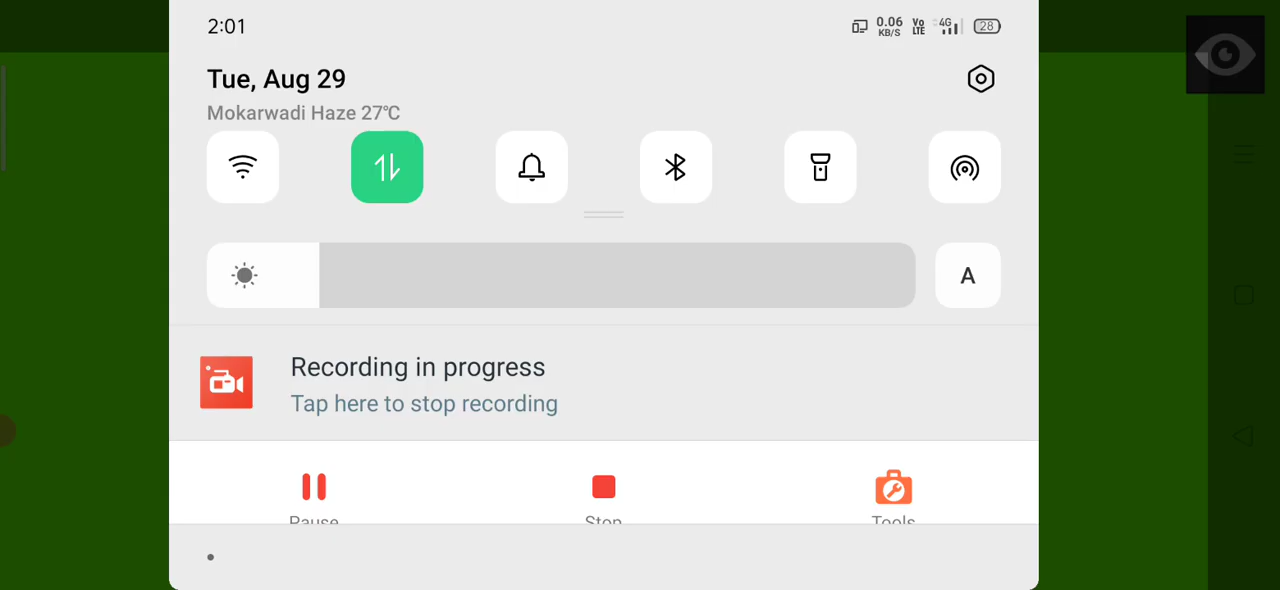 2:01
0.06
KB/S
Vo
LTE
4G
28
Tue, Aug 29
Mokarwadi Haze 27°C
A
Recording in progress
Tap here to stop recording
Pause
Stop
Tools